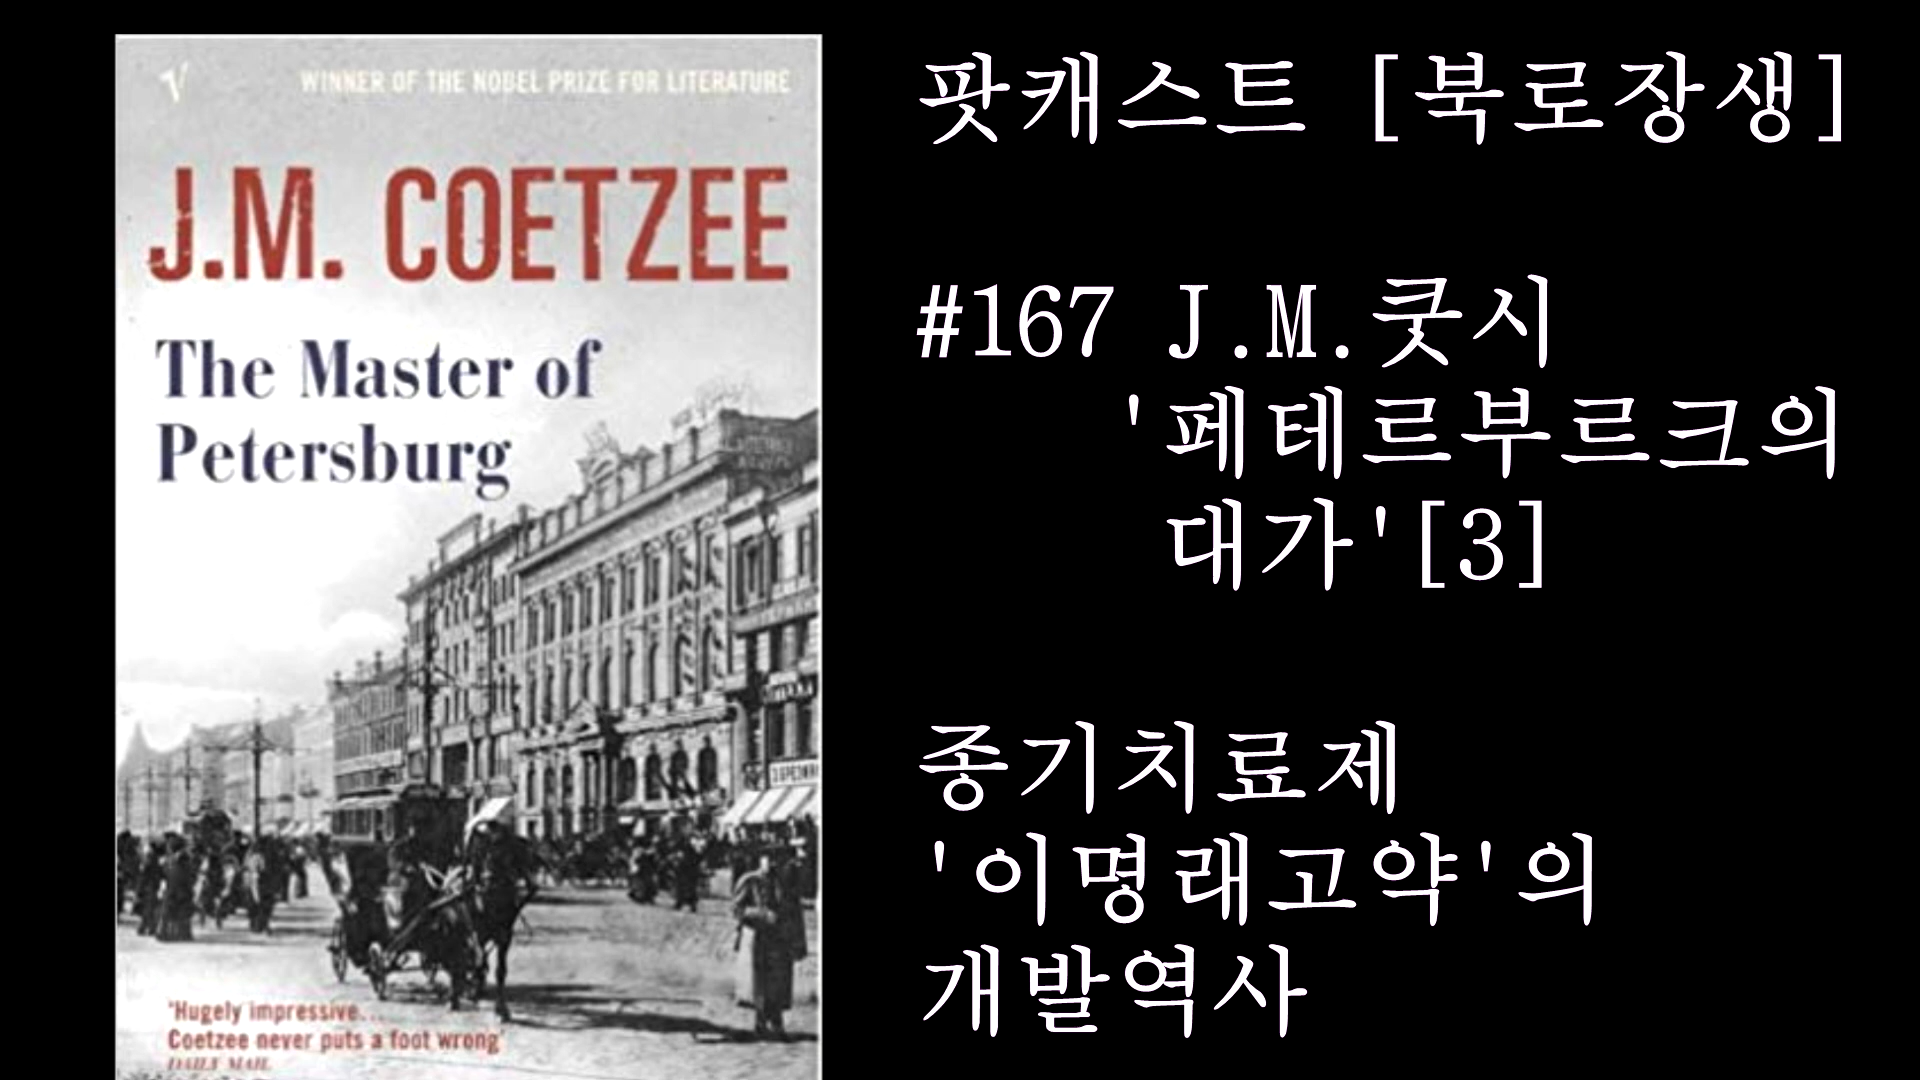 V
WINNER OF THE NOBEL PRIZE FOR LITERATURE
J.M. COETZEE
The Master of
Petersburg
'Hugely impressive...
Coetzee never puts a foot wrong'
DAILY MAIL
팟캐스트 [북로장생]
#167 J.M.쿳시
'페테르부르크의
대가'[3]
종기치료제
'이명래고약'의
개발역사